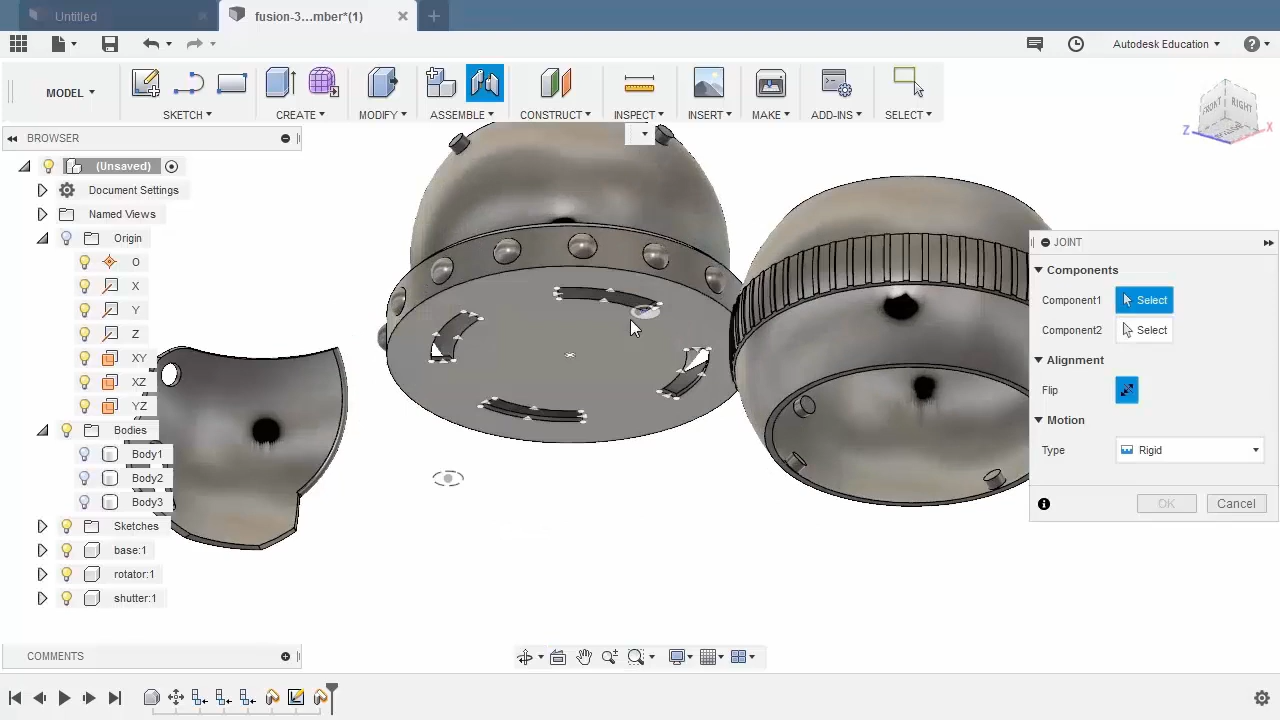 Untitled
fusion-3...mber*(1)
Autodesk Education
MODEL
SKETCH
CREATE
MODIFY
ASSEMBLE
CONSTRUCT
INSPECT
INSERT
MAKE
ADD-INS
SELECT
FRONT
RIGHT
Z
X
BROWSER
(Unsaved)
Document Settings
Named Views
Origin
O
X
Y
Z
XY
XZ
YZ
Bodies
Body1
Body2
Body3
Sketches
base:1
rotator:1
shutter:1
JOINT
Components
Component1 Select
Component2 Select
Alignment
Flip
Motion
Type Rigid
OK Cancel
COMMENTS